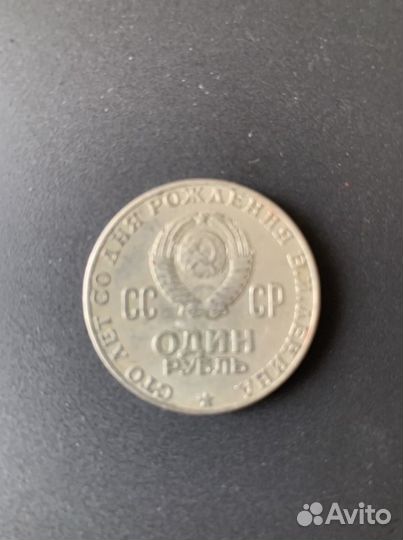 СТО ЛЕТ СО ДНЯ РОЖДЕНИЯ В.И.ЛЕНИНА
СС СР
ОДИН
РУБЛЬ
Avito